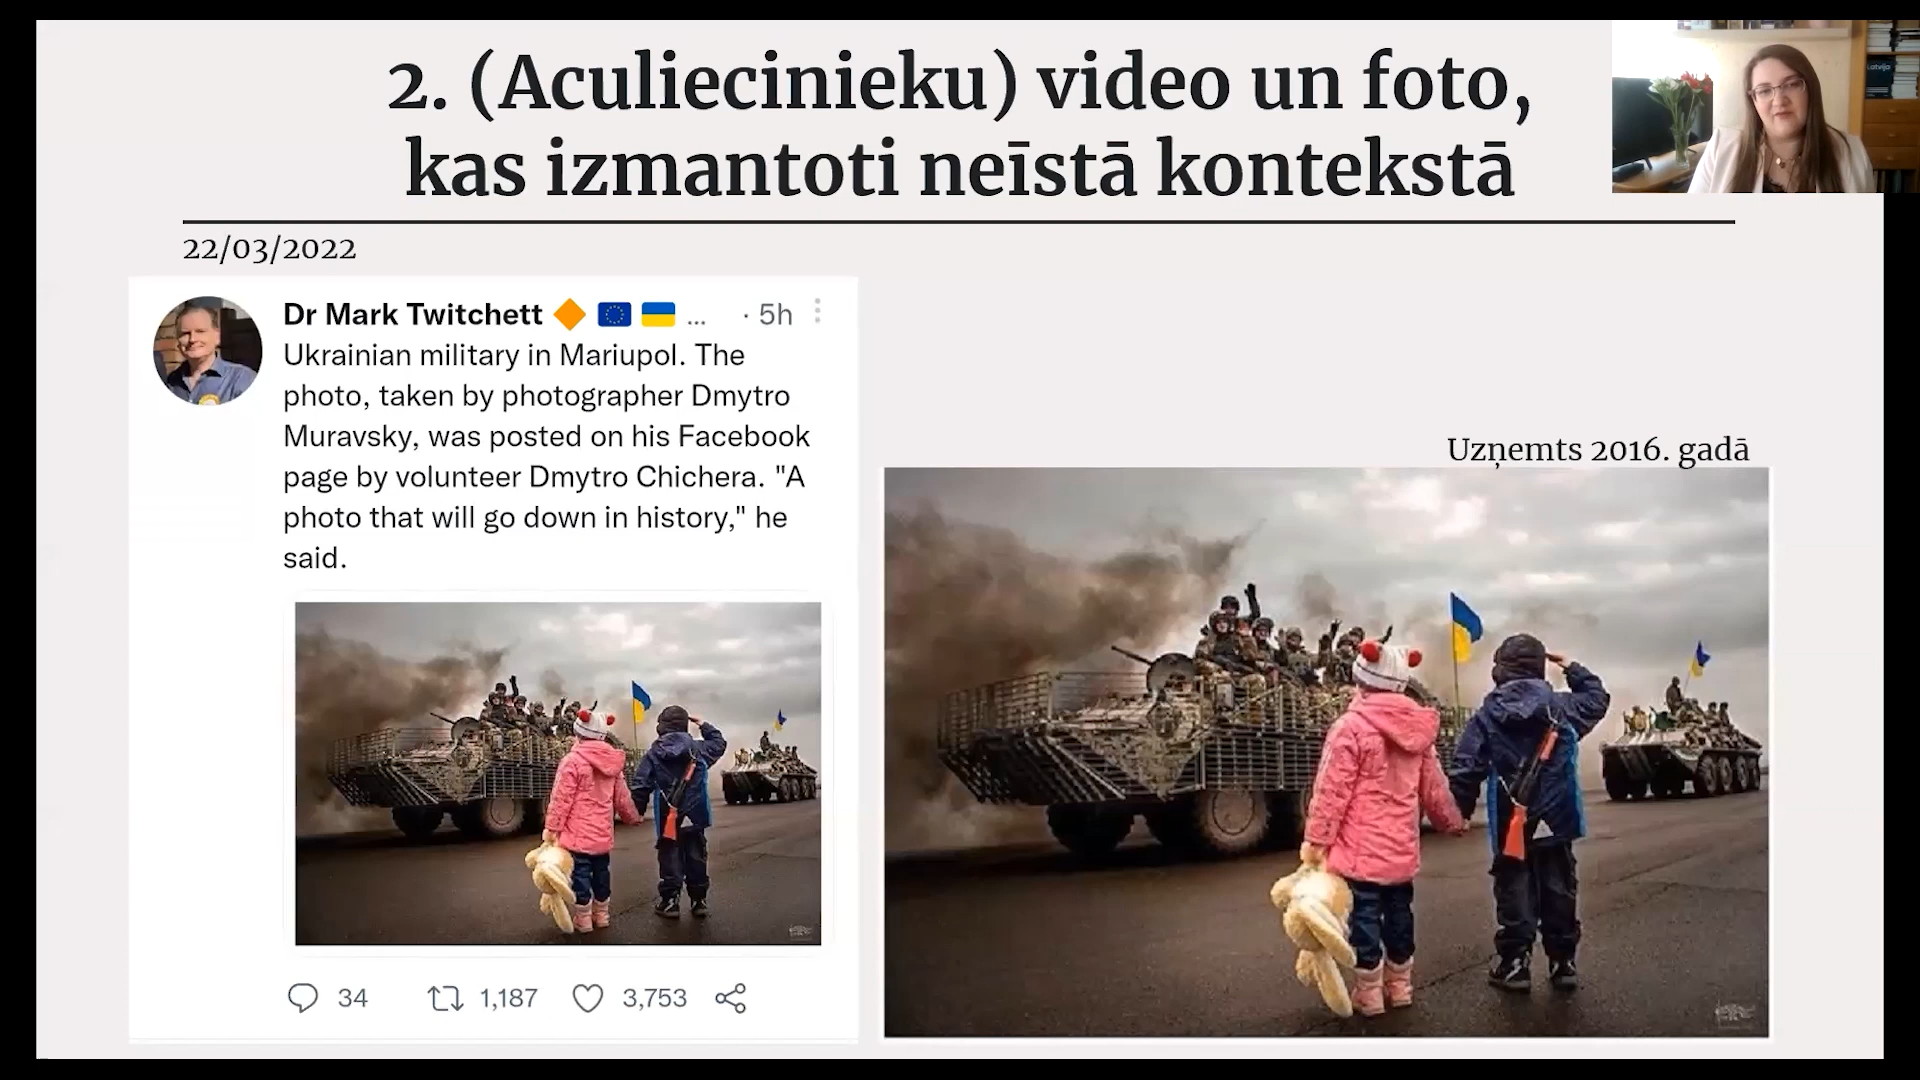 2. (Aculiecinieku) video un foto,
kas izmantoti neīstā kontekstā
22/03/2022
Dr Mark Twitchett 🔶 🇪🇺 🇺🇦 ... · 5h
Ukrainian military in Mariupol. The
photo, taken by photographer Dmytro
Muravsky, was posted on his Facebook
page by volunteer Dmytro Chichera. "A
photo that will go down in history," he
said.
34 1,187 3,753
Uzņemts 2016. gadā
Latvija